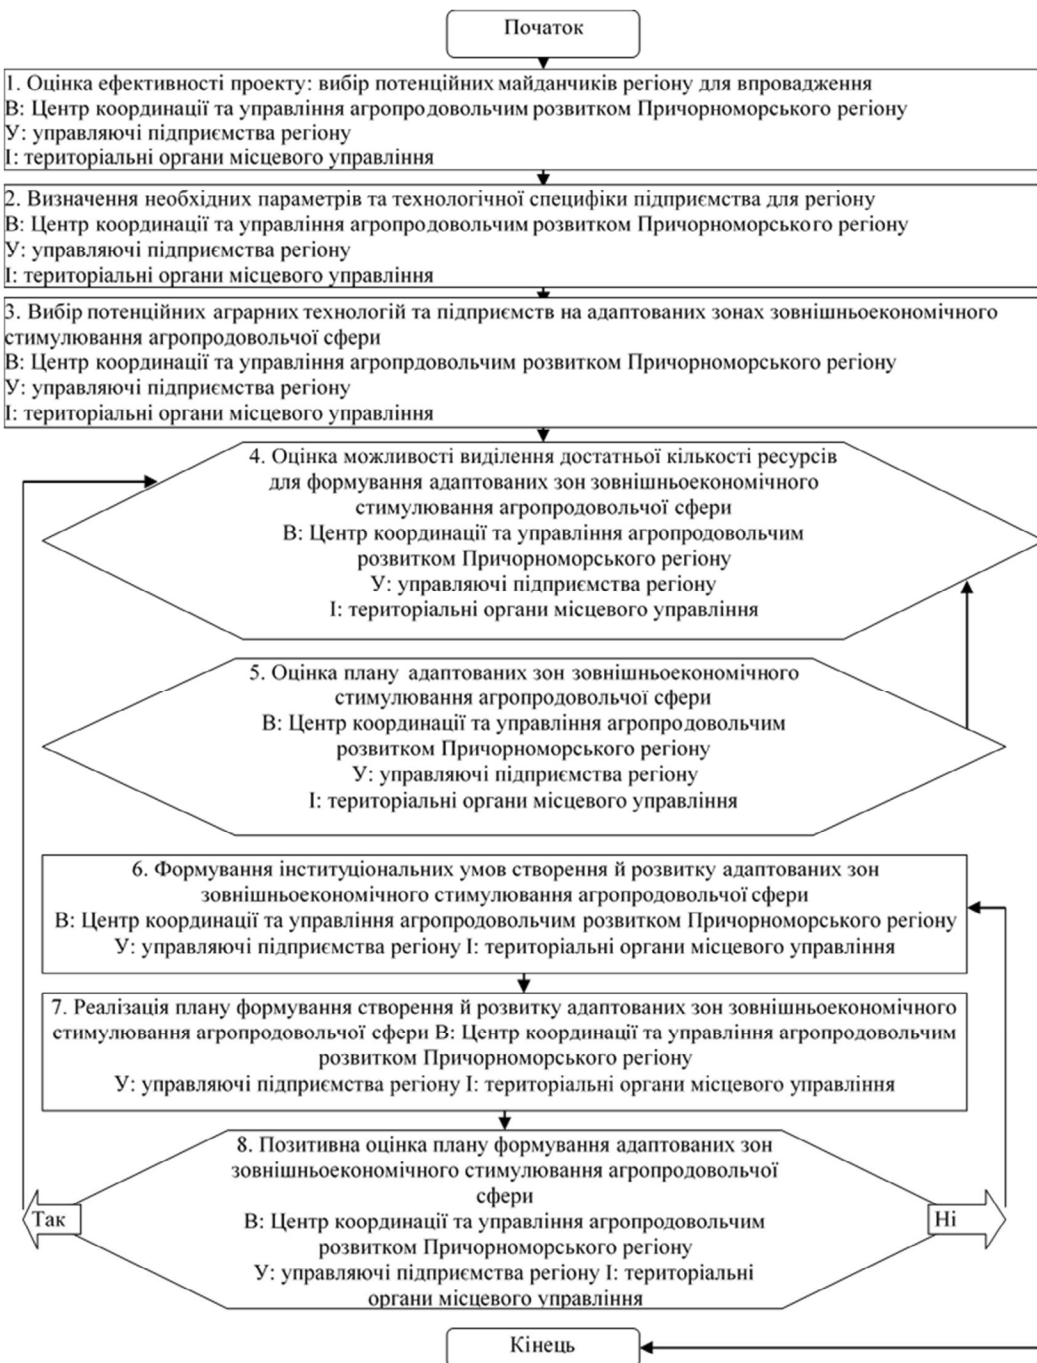 Початок
1. Оцінка ефективності проекту: вибір потенційних майданчиків регіону для впровадження
В: Центр координації та управління агропродовольчим розвитком Причорноморського регіону
У: управляючі підприємства регіону
І: територіальні органи місцевого управління
2. Визначення необхідних параметрів та технологічної специфіки підприємства для регіону
В: Центр координації та управління агропродовольчим розвитком Причорноморського регіону
У: управляючі підприємства регіону
І: територіальні органи місцевого управління
3. Вибір потенційних аграрних технологій та підприємств на адаптованих зонах зовнішньоекономічного
стимулювання агропродовольчої сфери
В: Центр координації та управління агропрдовольчим розвитком Причорноморського регіону
У: управляючі підприємства регіону
І: територіальні органи місцевого управління
4. Оцінка можливості виділення достатньої кількості ресурсів
для формування адаптованих зон зовнішньоекономічного
стимулювання агропродовольчої сфери
В: Центр координації та управління агропродовольчим
розвитком Причорноморського регіону
У: управляючі підприємства регіону
І: територіальні органи місцевого управління
5. Оцінка плану адаптованих зон зовнішньоекономічного
стимулювання агропродовольчої сфери
В: Центр координації та управління агропродовольчим
розвитком Причорноморського регіону
У: управляючі підприємства регіону
І: територіальні органи місцевого управління
6. Формування інституціональних умов створення й розвитку адаптованих зон
зовнішньоекономічного стимулювання агропродовольчої сфери
В: Центр координації та управління агропродовольчим розвитком Причорноморського регіону
У: управляючі підприємства регіону І: територіальні органи місцевого управління
7. Реалізація плану формування створення й розвитку адаптованих зон зовнішньоекономічного
стимулювання агропродовольчої сфери В: Центр координації та управління агропродовольчим
розвитком Причорноморського регіону
У: управляючі підприємства регіону І: територіальні органи місцевого управління
8. Позитивна оцінка плану формування адаптованих зон
зовнішньоекономічного стимулювання агропродовольчої
сфери
В: Центр координації та управління агропродовольчим
розвитком Причорноморського регіону
У: управляючі підприємства регіону І: територіальні
органи місцевого управління
Так
Ні
Кінець